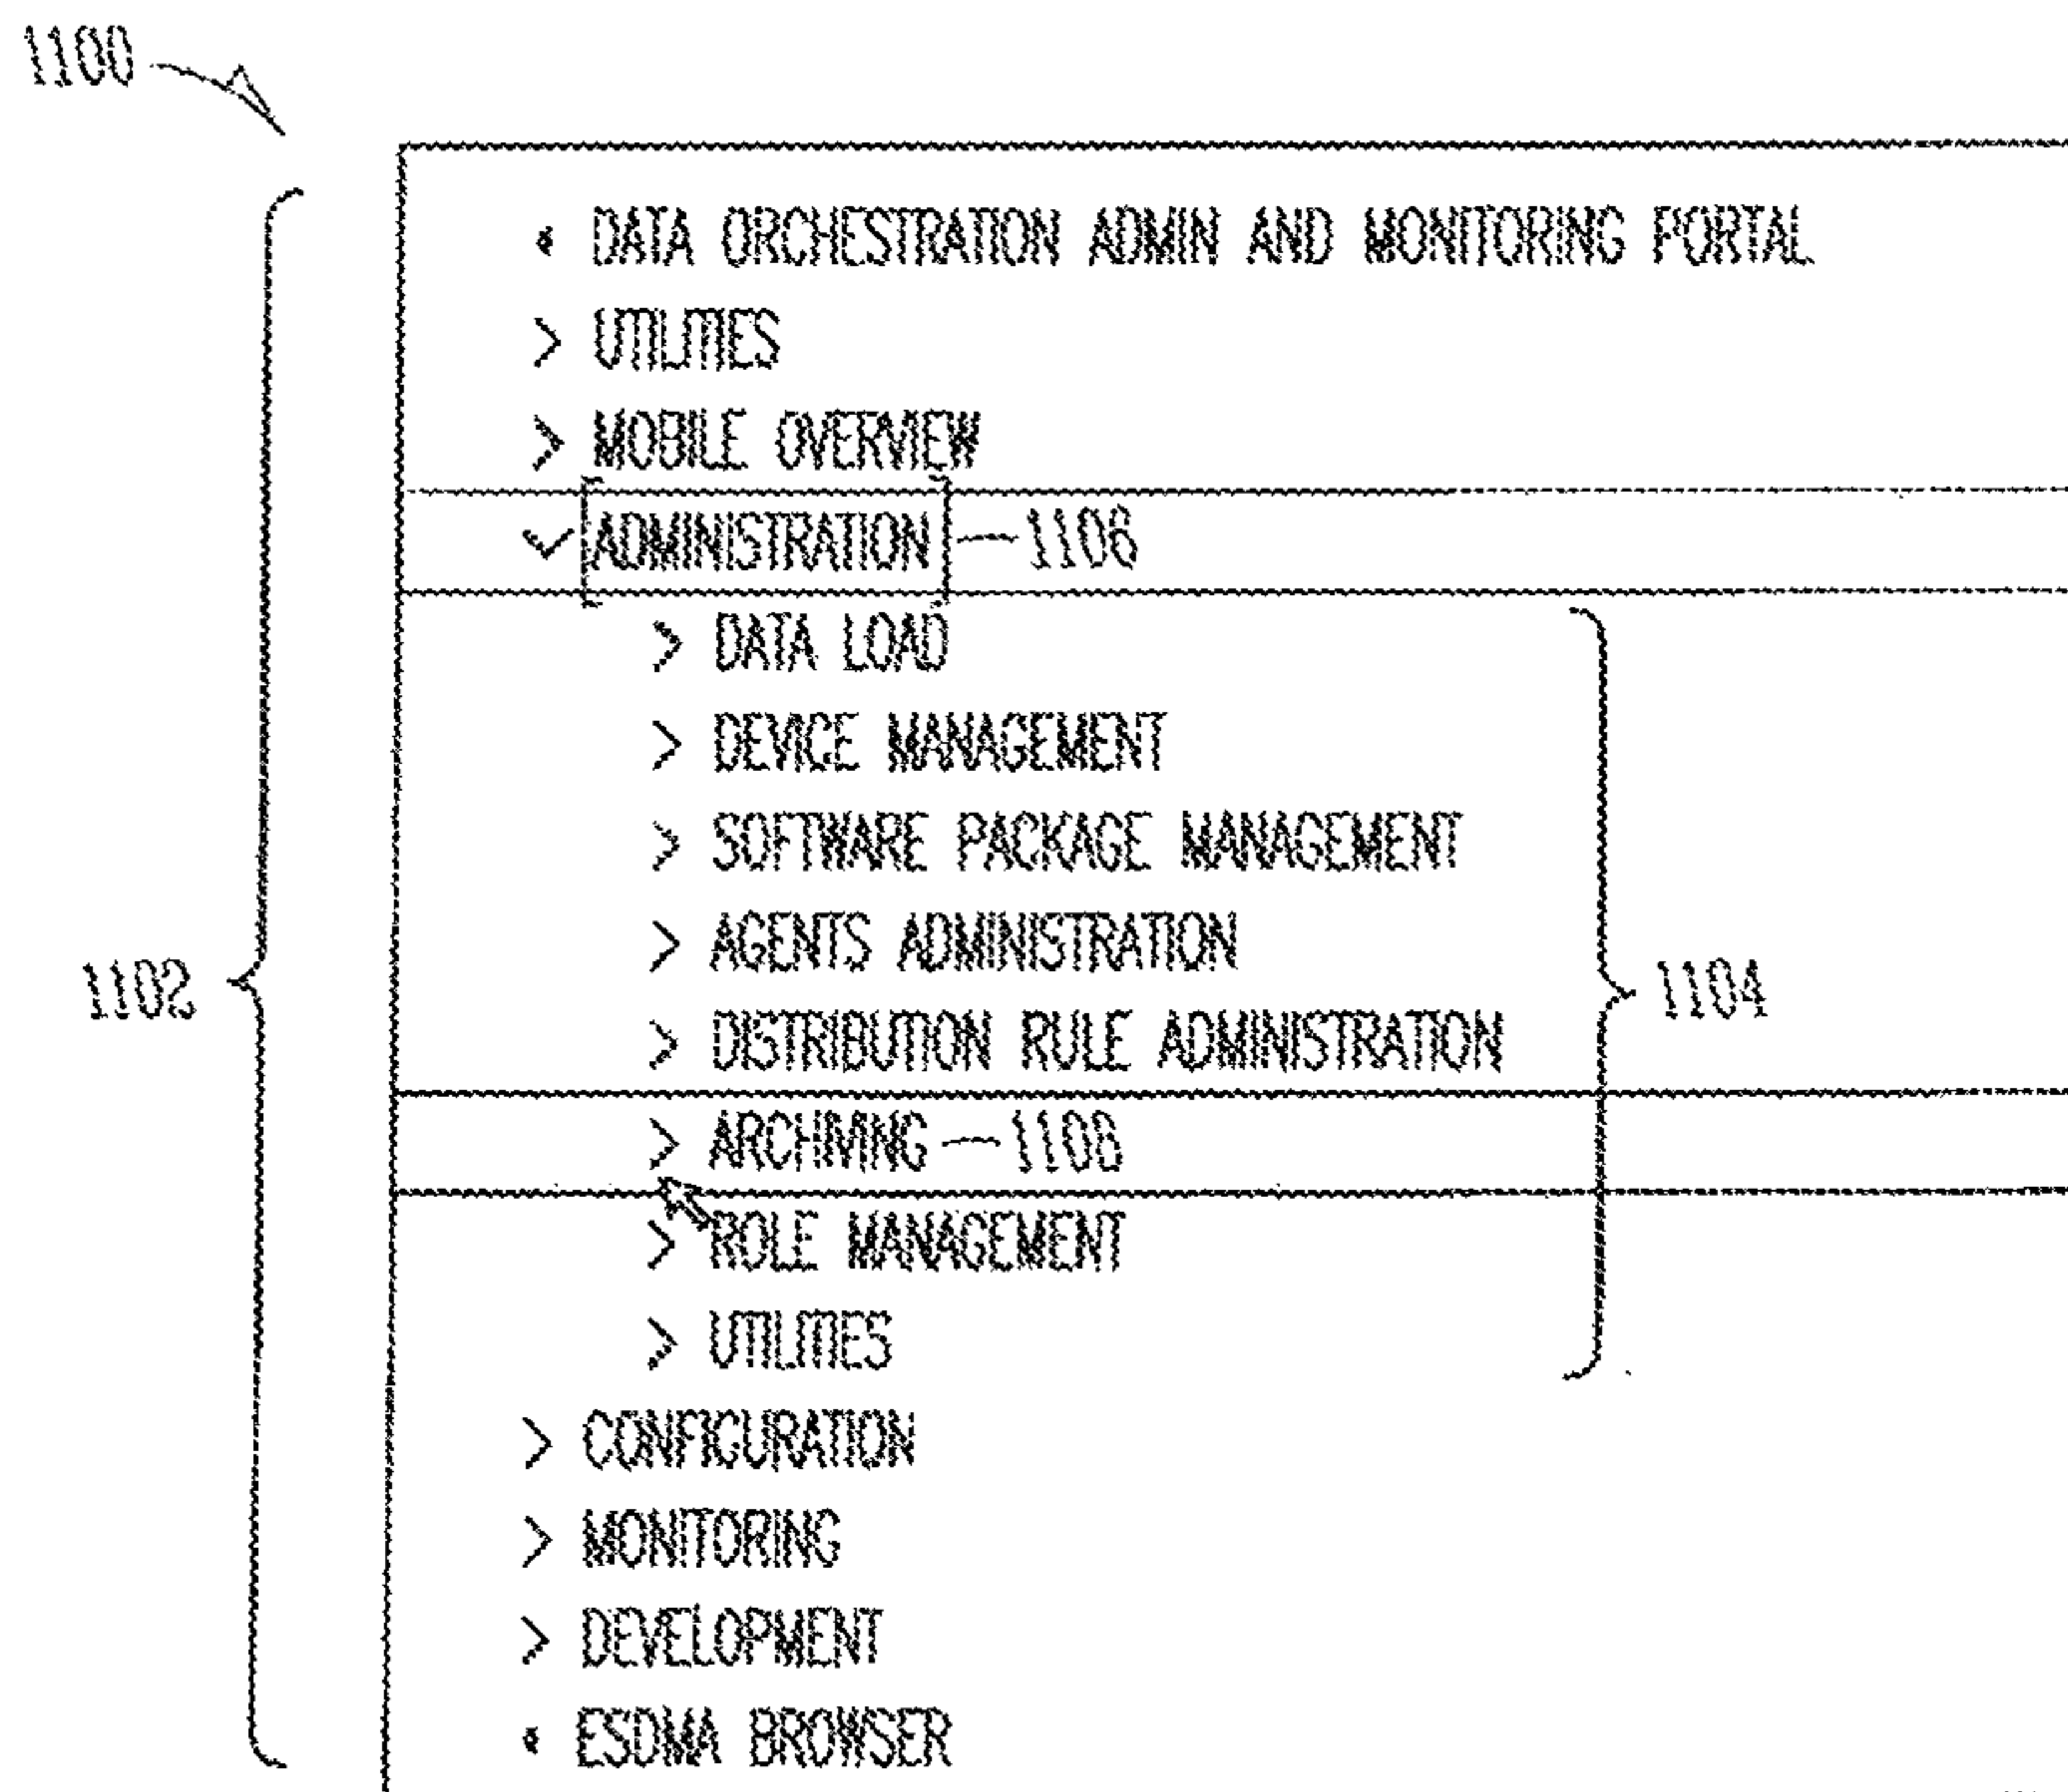 1100
• DATA ORCHESTRATION ADMIN AND MONITORING PORTAL
> UTILITIES
> MOBILE OVERVIEW
ADMINISTRATION — 1106
> DATA LOAD
> DEVICE MANAGEMENT
> SOFTWARE PACKAGE MANAGEMENT
> AGENTS ADMINISTRATION
1102
1104
> DISTRIBUTION RULE ADMINISTRATION
> ARCHIVING — 1108
> ROLE MANAGEMENT
> UTILITIES
> CONFIGURATION
> MONITORING
> DEVELOPMENT
• ESDMA BROWSER